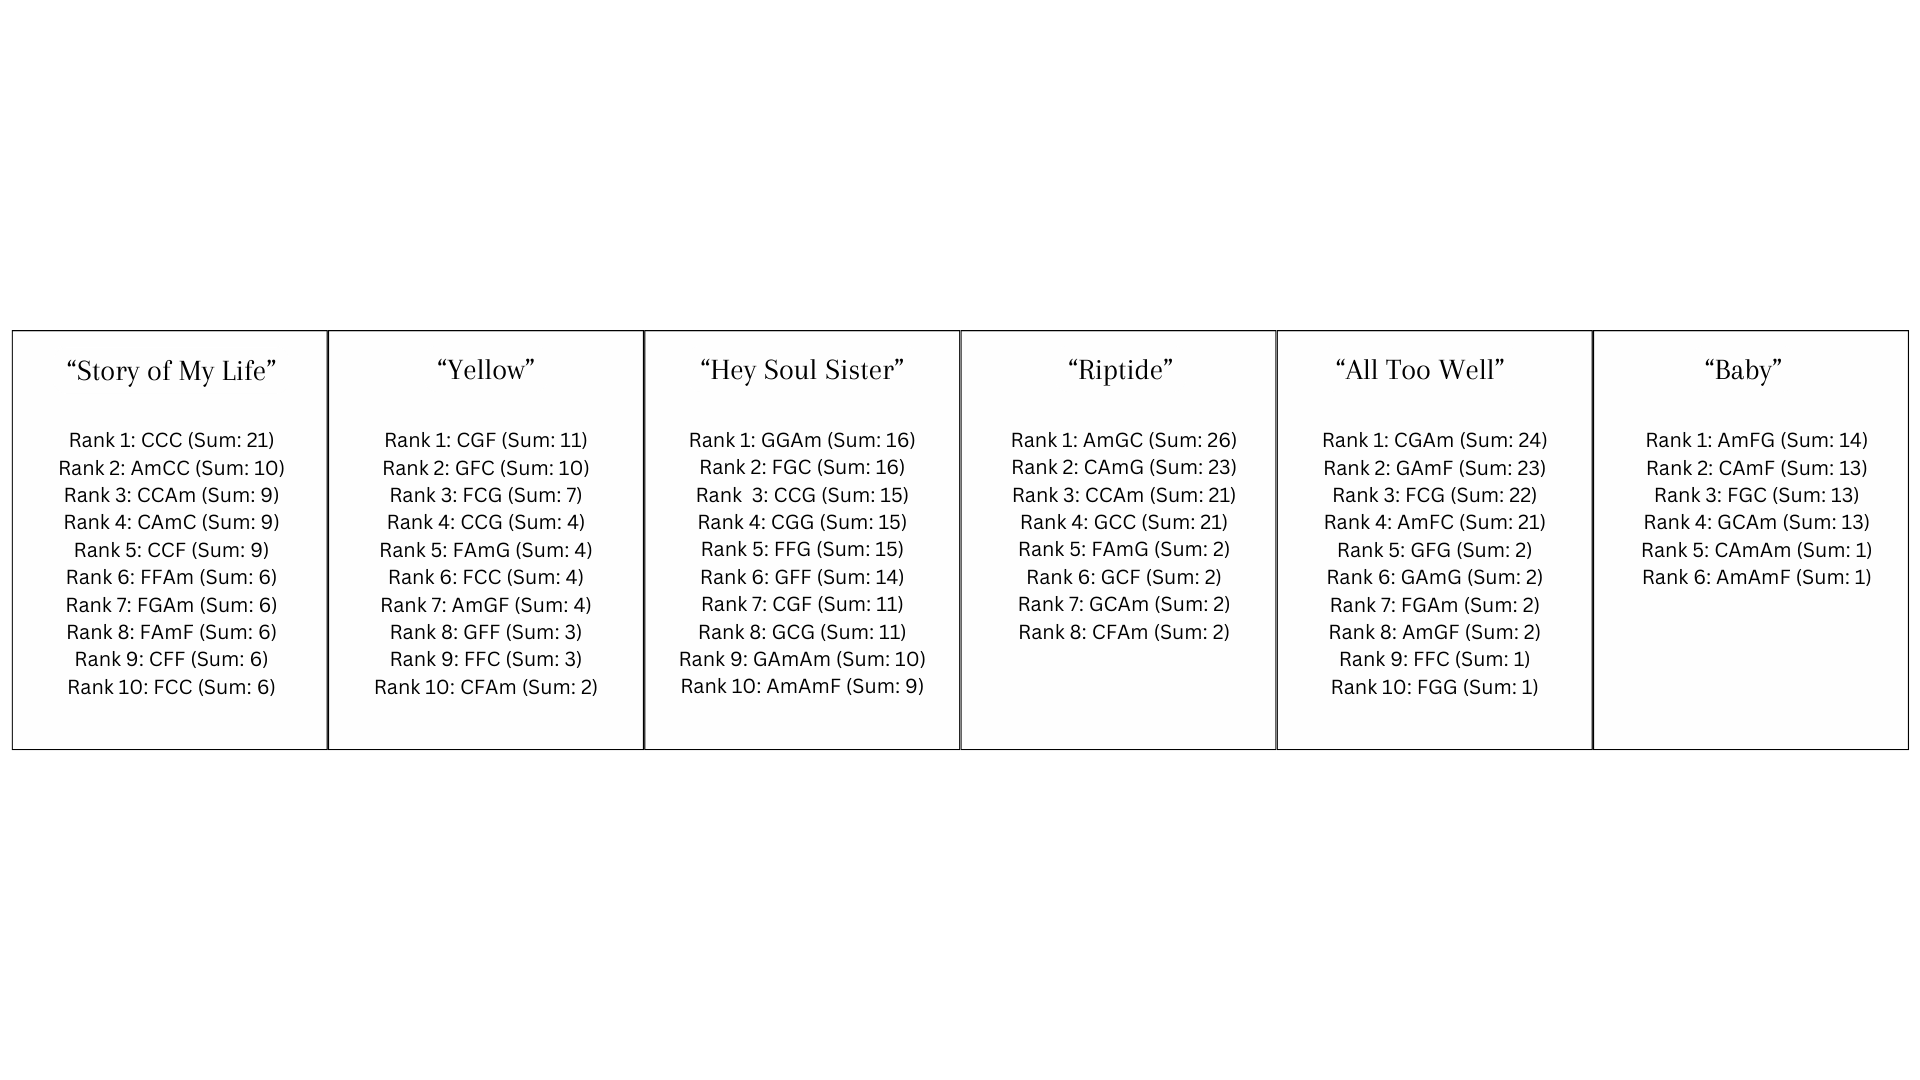 “Story of My Life”
Rank 1: CCC (Sum: 21)
Rank 2: AmCC (Sum: 10)
Rank 3: CCAm (Sum: 9)
Rank 4: CAmC (Sum: 9)
Rank 5: CCF (Sum: 9)
Rank 6: FFAm (Sum: 6)
Rank 7: FGAm (Sum: 6)
Rank 8: FAmF (Sum: 6)
Rank 9: CFF (Sum: 6)
Rank 10: FCC (Sum: 6)
“Yellow”
Rank 1: CGF (Sum: 11)
Rank 2: GFC (Sum: 10)
Rank 3: FCG (Sum: 7)
Rank 4: CCG (Sum: 4)
Rank 5: FAmG (Sum: 4)
Rank 6: FCC (Sum: 4)
Rank 7: AmGF (Sum: 4)
Rank 8: GFF (Sum: 3)
Rank 9: FFC (Sum: 3)
Rank 10: CFAm (Sum: 2)
“Hey Soul Sister”
Rank 1: GGAm (Sum: 16)
Rank 2: FGC (Sum: 16)
Rank  3: CCG (Sum: 15)
Rank 4: CGG (Sum: 15)
Rank 5: FFG (Sum: 15)
Rank 6: GFF (Sum: 14)
Rank 7: CGF (Sum: 11)
Rank 8: GCG (Sum: 11)
Rank 9: GAmAm (Sum: 10)
Rank 10: AmAmF (Sum: 9)
“Riptide”
Rank 1: AmGC (Sum: 26)
Rank 2: CAmG (Sum: 23)
Rank 3: CCAm (Sum: 21)
Rank 4: GCC (Sum: 21)
Rank 5: FAmG (Sum: 2)
Rank 6: GCF (Sum: 2)
Rank 7: GCAm (Sum: 2)
Rank 8: CFAm (Sum: 2)
“All Too Well”
Rank 1: CGAm (Sum: 24)
Rank 2: GAmF (Sum: 23)
Rank 3: FCG (Sum: 22)
Rank 4: AmFC (Sum: 21)
Rank 5: GFG (Sum: 2)
Rank 6: GAmG (Sum: 2)
Rank 7: FGAm (Sum: 2)
Rank 8: AmGF (Sum: 2)
Rank 9: FFC (Sum: 1)
Rank 10: FGG (Sum: 1)
“Baby”
Rank 1: AmFG (Sum: 14)
Rank 2: CAmF (Sum: 13)
Rank 3: FGC (Sum: 13)
Rank 4: GCAm (Sum: 13)
Rank 5: CAmAm (Sum: 1)
Rank 6: AmAmF (Sum: 1)